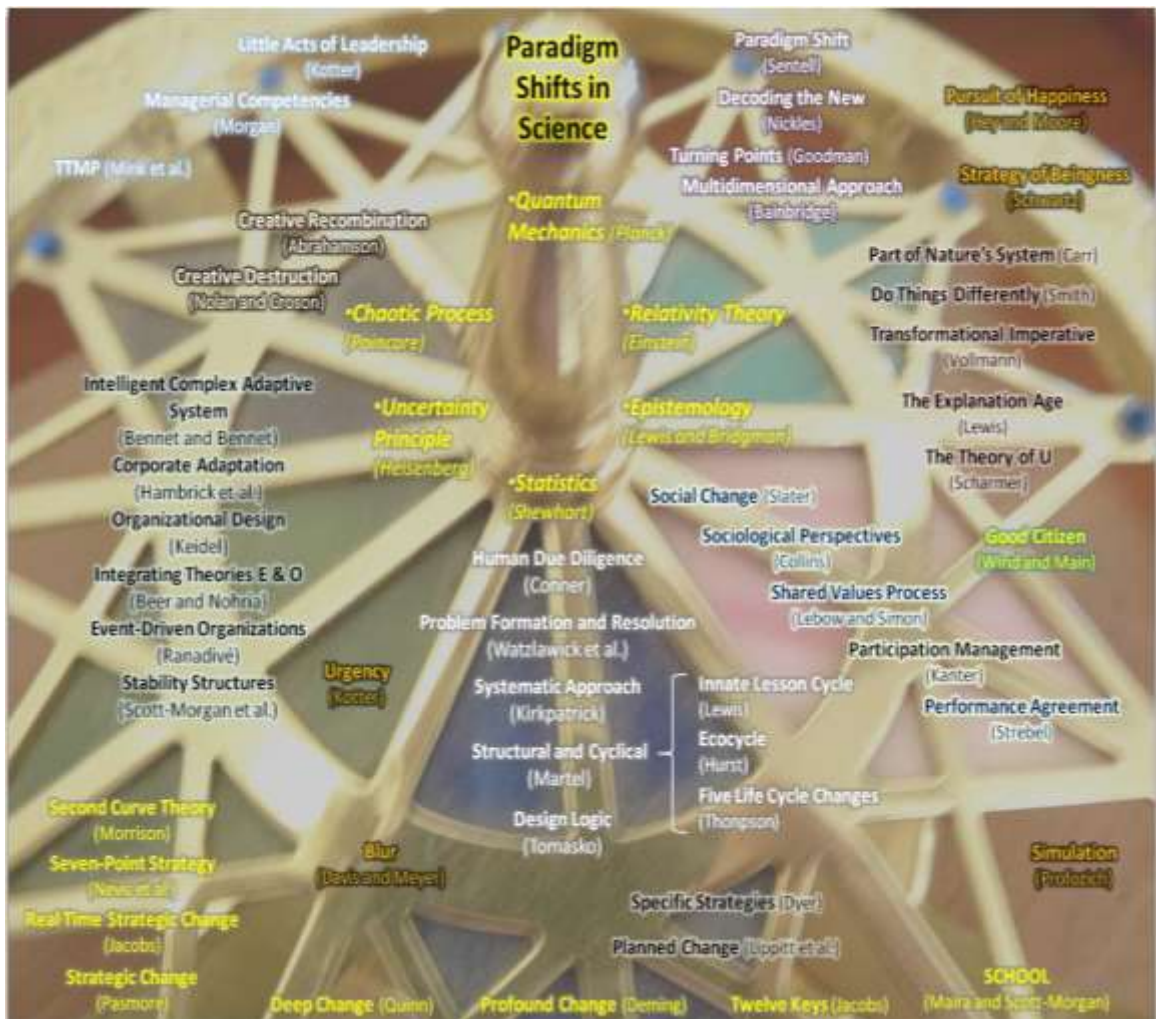 Paradigm
Shifts in
Science
Little Acts of Leadership
(Kotter)
Managerial Competencies
(Morgan)
TTMP (Mink et al.)
Creative Recombination
(Abrahamson)
Creative Destruction
(Nolan and Croson)
Paradigm Shift
(Sentell)
Decoding the New
(Nickles)
Turning Points (Goodman)
Multidimensional Approach
(Bainbridge)
Pursuit of Happiness
(Hey and Moore)
Strategy of Beingness
(Schwartz)
•Quantum
Mechanics (Planck)
•Chaotic Process
(Poincare)
•Relativity Theory
(Einstein)
•Uncertainty
Principle
(Heisenberg)
•Epistemology
(Lewis and Bridgman)
•Statistics
(Shewhart)
Part of Nature's System (Carr)
Do Things Differently (Smith)
Transformational Imperative
(Vollmann)
The Explanation Age
(Lewis)
The Theory of U
(Scharmer)
Intelligent Complex Adaptive
System
(Bennet and Bennet)
Corporate Adaptation
(Hambrick et al.)
Organizational Design
(Keidel)
Integrating Theories E & O
(Beer and Nohria)
Event-Driven Organizations
(Ranadivé)
Stability Structures
(Scott-Morgan et al.)
Urgency
(Kotter)
Social Change (Slater)
Sociological Perspectives
(Collins)
Good Citizen
(Wind and Main)
Shared Values Process
(Lebow and Simon)
Participation Management
(Kanter)
Performance Agreement
(Strebel)
Human Due Diligence
(Conner)
Problem Formation and Resolution
(Watzlawick et al.)
Systematic Approach
(Kirkpatrick)
Structural and Cyclical
(Martel)
Design Logic
(Tomasko)
Innate Lesson Cycle
(Lewis)
Ecocycle
(Hurst)
Five Life Cycle Changes
(Thonpson)
Second Curve Theory
(Morrison)
Seven-Point Strategy
(Nevis et al.)
Real Time Strategic Change
(Jacobs)
Strategic Change
(Pasmore)
Blur
(Davis and Meyer)
Simulation
(Profozich)
Specific Strategies (Dyer)
Planned Change (Lippitt et al.)
Deep Change (Quinn)
Profound Change (Deming)
Twelve Keys (Jacobs)
SCHOOL
(Maira and Scott-Morgan)